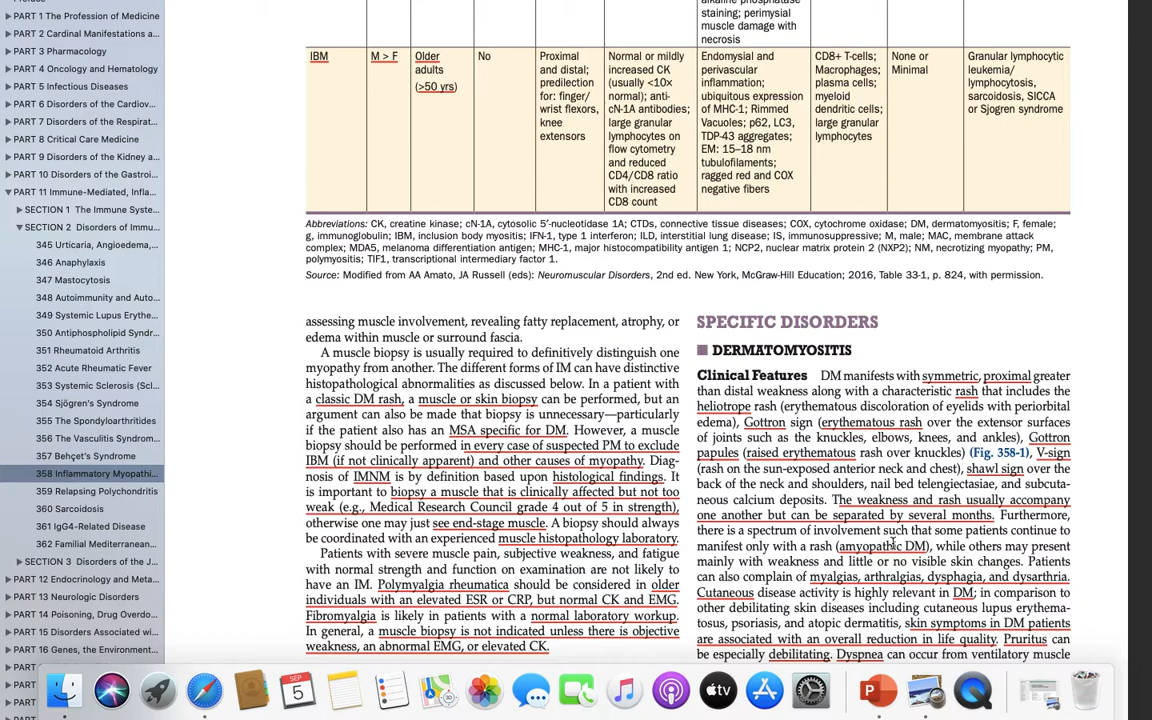 PART 1 The Profession of Medicine
PART 2 Cardinal Manifestations a...
PART 3 Pharmacology
PART 4 Oncology and Hematology
PART 5 Infectious Diseases
PART 6 Disorders of the Cardiov...
PART 7 Disorders of the Respirat...
PART 8 Critical Care Medicine
PART 9 Disorders of the Kidney a...
PART 10 Disorders of the Gastroi...
PART 11 Immune-Mediated, Infla...
SECTION 1 The Immune Syste...
SECTION 2 Disorders of Immu...
345 Urticaria, Angioedema,...
346 Anaphylaxis
347 Mastocytosis
348 Autoimmunity and Auto...
349 Systemic Lupus Erythe...
350 Antiphospholipid Syndr...
351 Rheumatoid Arthritis
352 Acute Rheumatic Fever
353 Systemic Sclerosis (Scl...
354 Sjögren's Syndrome
355 The Spondyloarthritides
356 The Vasculitis Syndrom...
357 Behçet's Syndrome
358 Inflammatory Myopathi...
359 Relapsing Polychondritis
360 Sarcoidosis
361 IgG4-Related Disease
362 Familial Mediterranean...
SECTION 3 Disorders of the J...
PART 12 Endocrinology and Meta...
PART 13 Neurologic Disorders
PART 14 Poisoning, Drug Overdo...
PART 15 Disorders Associated wi...
PART 16 Genes, the Environment...
PART
PART
PART
staining; perimysial
muscle damage with
necrosis
IBM
M > F
Older
adults
(>50 yrs)
No
Proximal
and distal;
predilection
for: finger/
wrist flexors,
knee
extensors
Normal or mildly
increased CK
(usually <10×
normal); anti-
cN-1A antibodies;
large granular
lymphocytes on
flow cytometry
and reduced
CD4/CD8 ratio
with increased
CD8 count
Endomysial and
perivascular
inflammation;
ubiquitous expression
of MHC-1; Rimmed
Vacuoles; p62, LC3,
TDP-43 aggregates;
EM: 15–18 nm
tubulofilaments;
ragged red and COX
negative fibers
CD8+ T-cells;
Macrophages;
plasma cells;
myeloid
dendritic cells;
large granular
lymphocytes
None or
Minimal
Granular lymphocytic
leukemia/
lymphocytosis,
sarcoidosis, SICCA
or Sjogren syndrome
Abbreviations: CK, creatine kinase; cN-1A, cytosolic 5′-nucleotidase 1A; CTDs, connective tissue diseases; COX, cytochrome oxidase; DM, dermatomyositis; F, female;
g, immunoglobulin; IBM, inclusion body myositis; IFN-1, type 1 interferon; ILD, interstitial lung disease; IS, immunosuppressive; M, male; MAC, membrane attack
complex; MDA5, melanoma differentiation antigen; MHC-1, major histocompatibility antigen 1; NCP2, nuclear matrix protein 2 (NXP2); NM, necrotizing myopathy; PM,
polymyositis; TIF1, transcriptional intermediary factor 1.
Source: Modified from AA Amato, JA Russell (eds): Neuromuscular Disorders, 2nd ed. New York, McGraw-Hill Education; 2016, Table 33-1, p. 824, with permission.
assessing muscle involvement, revealing fatty replacement, atrophy, or
edema within muscle or surround fascia.
A muscle biopsy is usually required to definitively distinguish one
myopathy from another. The different forms of IM can have distinctive
histopathological abnormalities as discussed below. In a patient with
a classic DM rash, a muscle or skin biopsy can be performed, but an
argument can also be made that biopsy is unnecessary—particularly
if the patient also has an MSA specific for DM. However, a muscle
biopsy should be performed in every case of suspected PM to exclude
IBM (if not clinically apparent) and other causes of myopathy. Diag-
nosis of IMNM is by definition based upon histological findings. It
is important to biopsy a muscle that is clinically affected but not too
weak (e.g., Medical Research Council grade 4 out of 5 in strength),
otherwise one may just see end-stage muscle. A biopsy should always
be coordinated with an experienced muscle histopathology laboratory.
Patients with severe muscle pain, subjective weakness, and fatigue
with normal strength and function on examination are not likely to
have an IM. Polymyalgia rheumatica should be considered in older
individuals with an elevated ESR or CRP, but normal CK and EMG.
Fibromyalgia is likely in patients with a normal laboratory workup.
In general, a muscle biopsy is not indicated unless there is objective
weakness, an abnormal EMG, or elevated CK.
SPECIFIC DISORDERS
DERMATOMYOSITIS
Clinical Features DM manifests with symmetric, proximal greater
than distal weakness along with a characteristic rash that includes the
heliotrope rash (erythematous discoloration of eyelids with periorbital
edema), Gottron sign (erythematous rash over the extensor surfaces
of joints such as the knuckles, elbows, knees, and ankles), Gottron
papules (raised erythematous rash over knuckles) (Fig. 358-1), V-sign
(rash on the sun-exposed anterior neck and chest), shawl sign over the
back of the neck and shoulders, nail bed telengiectasiae, and subcuta-
neous calcium deposits. The weakness and rash usually accompany
one another but can be separated by several months. Furthermore,
there is a spectrum of involvement such that some patients continue to
manifest only with a rash (amyopathic DM), while others may present
mainly with weakness and little or no visible skin changes. Patients
can also complain of myalgias, arthralgias, dysphagia, and dysarthria.
Cutaneous disease activity is highly relevant in DM; in comparison to
other debilitating skin diseases including cutaneous lupus erythema-
tosus, psoriasis, and atopic dermatitis, skin symptoms in DM patients
are associated with an overall reduction in life quality. Pruritus can
be especially debilitating. Dyspnea can occur from ventilatory muscle
SEP
5
tv
P